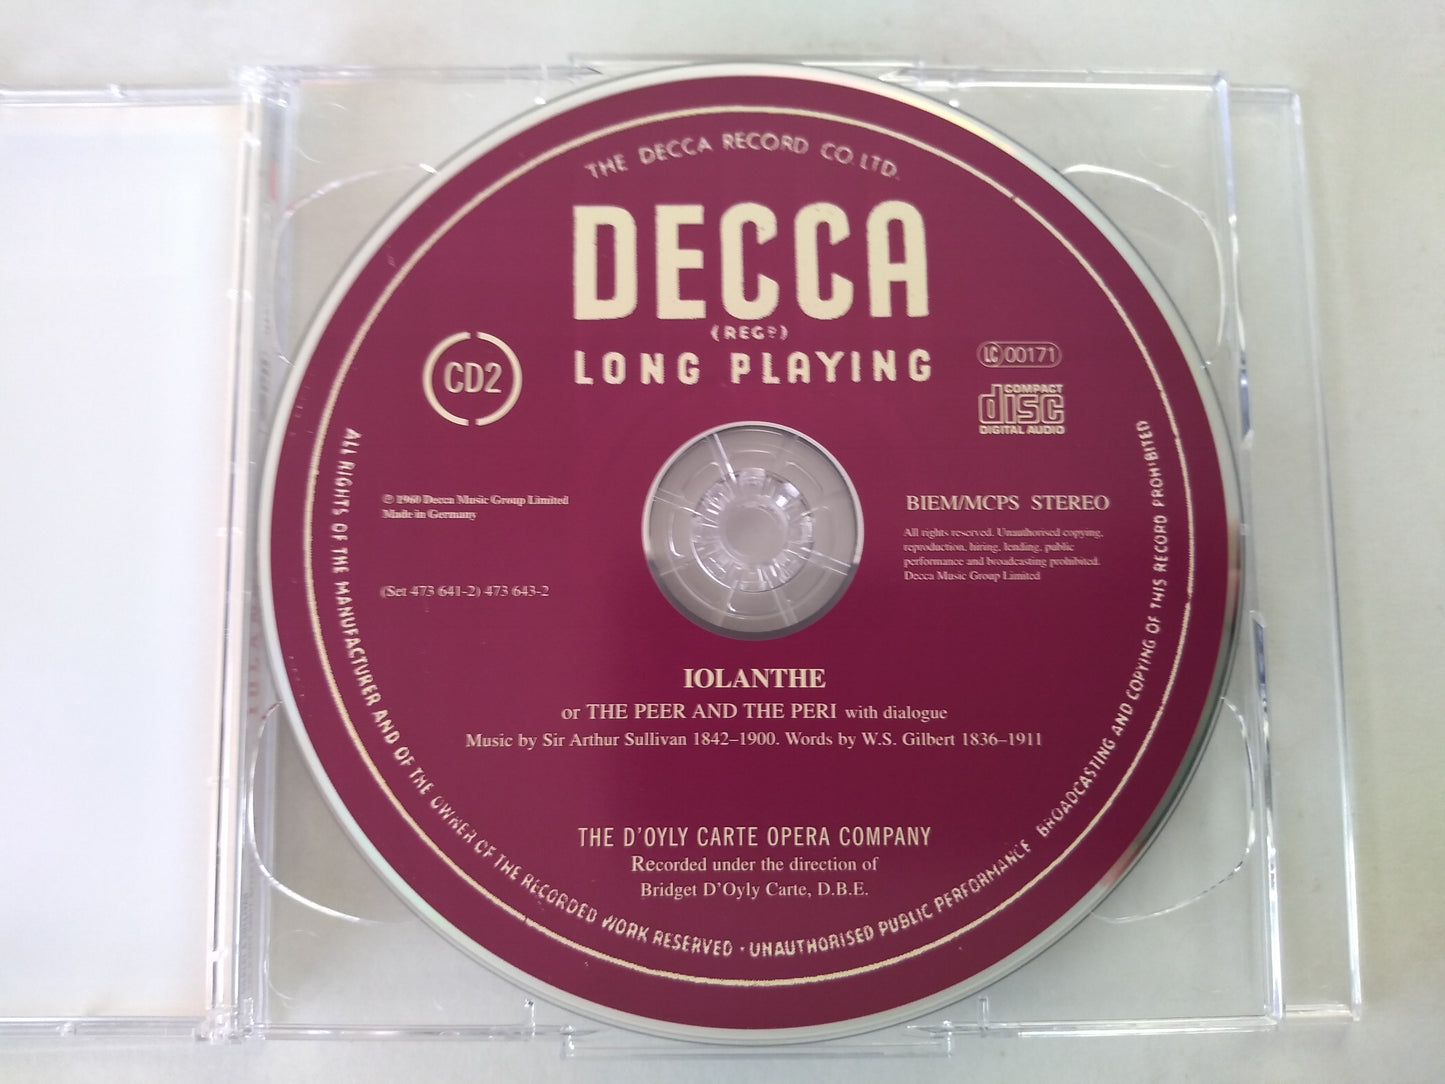 THE DECCA RECORD CO. LTD.
DECCA
(REGD)
LONG PLAYING
CD2
LC 00171
COMPACT
disc
DIGITAL AUDIO
℗ 1960 Decca Music Group Limited
Made in Germany
BIEM/MCPS STEREO
All rights reserved. Unauthorised copying,
reproduction, hiring, lending, public
performance and broadcasting prohibited.
Decca Music Group Limited
(Set 473 641-2) 473 643-2
IOLANTHE
or THE PEER AND THE PERI with dialogue
Music by Sir Arthur Sullivan 1842–1900. Words by W.S. Gilbert 1836–1911
THE D'OYLY CARTE OPERA COMPANY
Recorded under the direction of
Bridget D'Oyly Carte, D.B.E.
ALL RIGHTS OF THE MANUFACTURER AND OF THE OWNER OF THE RECORDED WORK RESERVED · UNAUTHORISED PUBLIC PERFORMANCE BROADCASTING AND COPYING OF THIS RECORD PROHIBITED